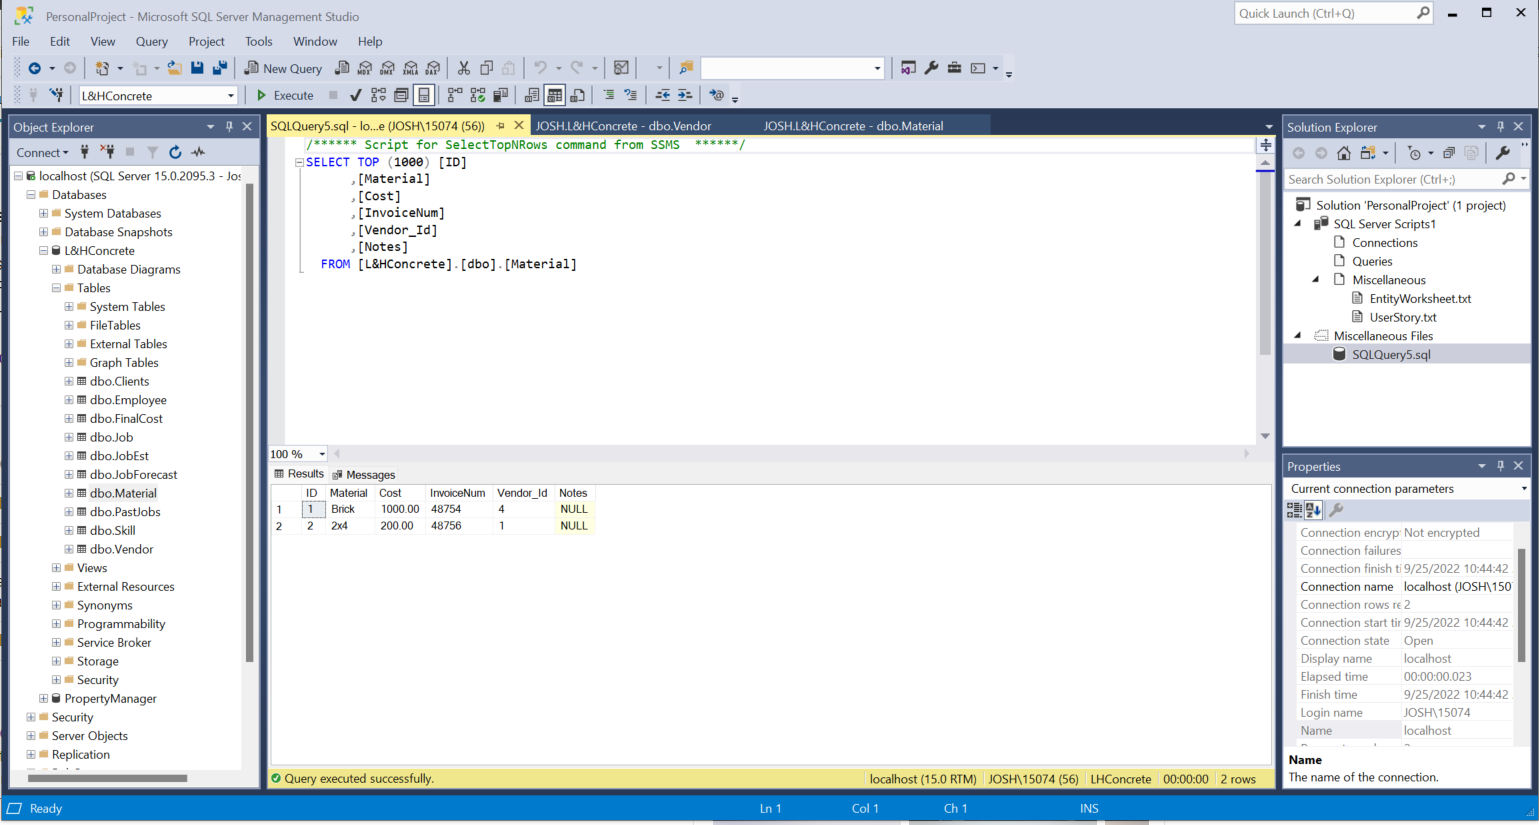 PersonalProject - Microsoft SQL Server Management Studio
Quick Launch (Ctrl+Q)
File Edit View Query Project Tools Window Help
New Query MDX DMX XMLA DAX
L&HConcrete Execute
Object Explorer
Connect
localhost (SQL Server 15.0.2095.3 - Jos
Databases
System Databases
Database Snapshots
L&HConcrete
Database Diagrams
Tables
System Tables
FileTables
External Tables
Graph Tables
dbo.Clients
dbo.Employee
dbo.FinalCost
dbo.Job
dbo.JobEst
dbo.JobForecast
dbo.Material
dbo.PastJobs
dbo.Skill
dbo.Vendor
Views
External Resources
Synonyms
Programmability
Service Broker
Storage
Security
PropertyManager
Security
Server Objects
Replication
SQLQuery5.sql - lo...e (JOSH\15074 (56)) JOSH.L&HConcrete - dbo.Vendor JOSH.L&HConcrete - dbo.Material
/****** Script for SelectTopNRows command from SSMS ******/
SELECT TOP (1000) [ID]
,[Material]
,[Cost]
,[InvoiceNum]
,[Vendor_Id]
,[Notes]
FROM [L&HConcrete].[dbo].[Material]
100 %
Results Messages
ID Material Cost InvoiceNum Vendor_Id Notes
1 1 Brick 1000.00 48754 4 NULL
2 2 2x4 200.00 48756 1 NULL
Query executed successfully. localhost (15.0 RTM) JOSH\15074 (56) LHConcrete 00:00:00 2 rows
Solution Explorer
Search Solution Explorer (Ctrl+;)
Solution 'PersonalProject' (1 project)
SQL Server Scripts1
Connections
Queries
Miscellaneous
EntityWorksheet.txt
UserStory.txt
Miscellaneous Files
SQLQuery5.sql
Properties
Current connection parameters
Connection encryp Not encrypted
Connection failures
Connection finish ti 9/25/2022 10:44:42
Connection name localhost (JOSH\150
Connection rows re 2
Connection start tir 9/25/2022 10:44:42
Connection state Open
Display name localhost
Elapsed time 00:00:00.023
Finish time 9/25/2022 10:44:42
Login name JOSH\15074
Name localhost
Name
The name of the connection.
Ready Ln 1 Col 1 Ch 1 INS